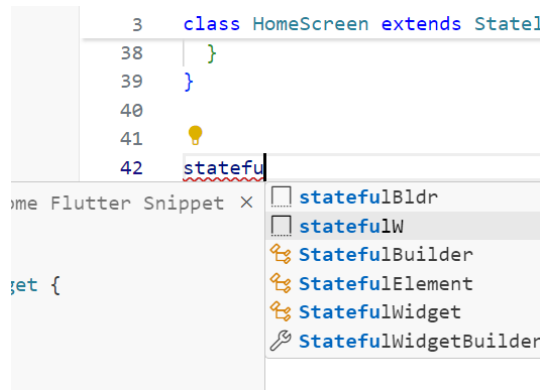 3 class HomeScreen extends Statel
38 }
39 }
40
41
42 statefu
ome Flutter Snippet ×
get {
statefulBldr
statefulW
StatefulBuilder
StatefulElement
StatefulWidget
StatefulWidgetBuilder